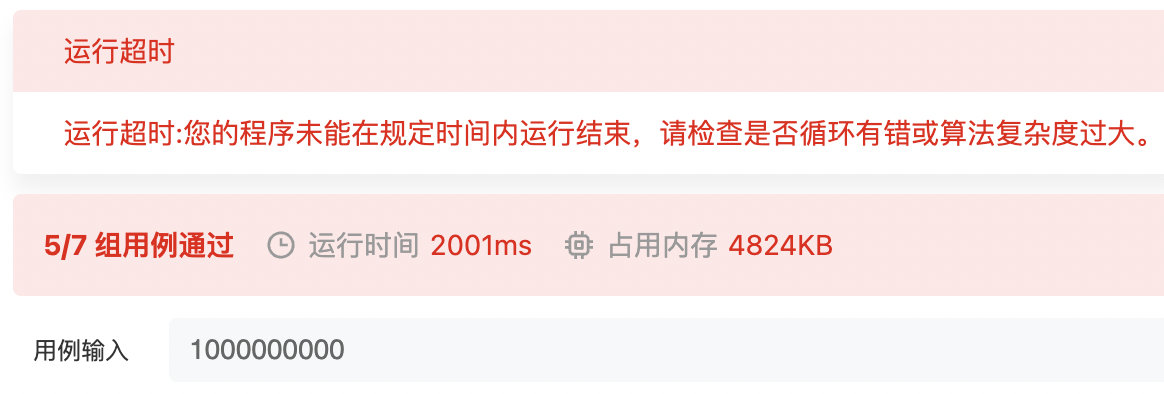 运行超时
运行超时:您的程序未能在规定时间内运行结束，请检查是否循环有错或算法复杂度过大。
5/7 组用例通过 运行时间 2001ms 占用内存 4824KB
用例输入 1000000000